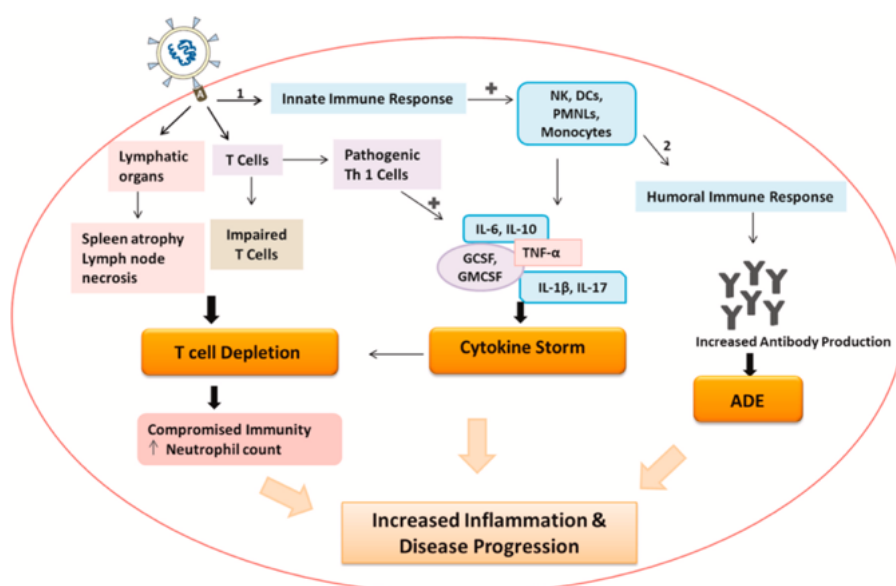 A
1
Innate Immune Response
+
NK, DCs,
PMNLs,
Monocytes
2
Lymphatic
organs
T Cells
Pathogenic
Th 1 Cells
+
Humoral Immune Response
Spleen atrophy
Lymph node
necrosis
Impaired
T Cells
IL-6, IL-10
TNF-α
GCSF,
GMCSF
IL-1β, IL-17
Increased Antibody Production
T cell Depletion
Cytokine Storm
ADE
Compromised Immunity
↑ Neutrophil count
Increased Inflammation &
Disease Progression